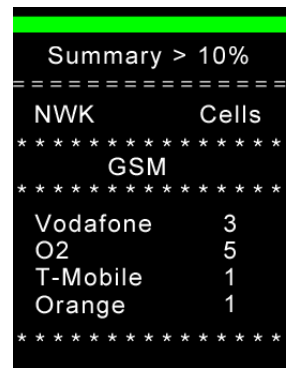 Summary > 10%
= = = = = = = = = = = = = = =
NWK Cells
* * * * * * * * * * * * * * *
GSM
* * * * * * * * * * * * * * *
Vodafone 3
O2 5
T-Mobile 1
Orange 1
* * * * * * * * * * * * * * *